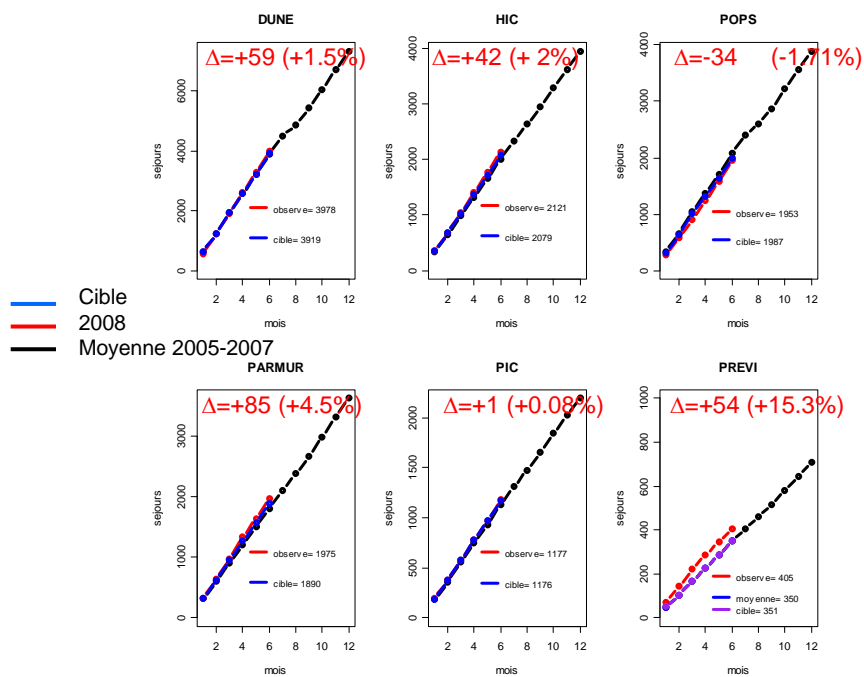 DUNE
Δ=+59 (+1.5%)
sejours
0 2000 4000 6000
observe= 3978
cible= 3919
2 4 6 8 10 12
mois
HIC
Δ=+42 (+ 2%)
sejours
0 1000 2000 3000 4000
observe= 2121
cible= 2079
2 4 6 8 10 12
mois
POPS
Δ=-34 (-1.71%)
sejours
0 1000 2000 3000 4000
observe= 1953
cible= 1987
2 4 6 8 10 12
mois
Cible
2008
Moyenne 2005-2007
PARMUR
Δ=+85 (+4.5%)
sejours
0 1000 2000 3000
observe= 1975
cible= 1890
2 4 6 8 10 12
mois
PIC
Δ=+1 (+0.08%)
sejours
0 500 1000 1500 2000
observe= 1177
cible= 1176
2 4 6 8 10 12
mois
PREVI
Δ=+54 (+15.3%)
sejours
0 200 400 600 800 1000
observe= 405
moyenne= 350
cible= 351
2 4 6 8 10 12
mois